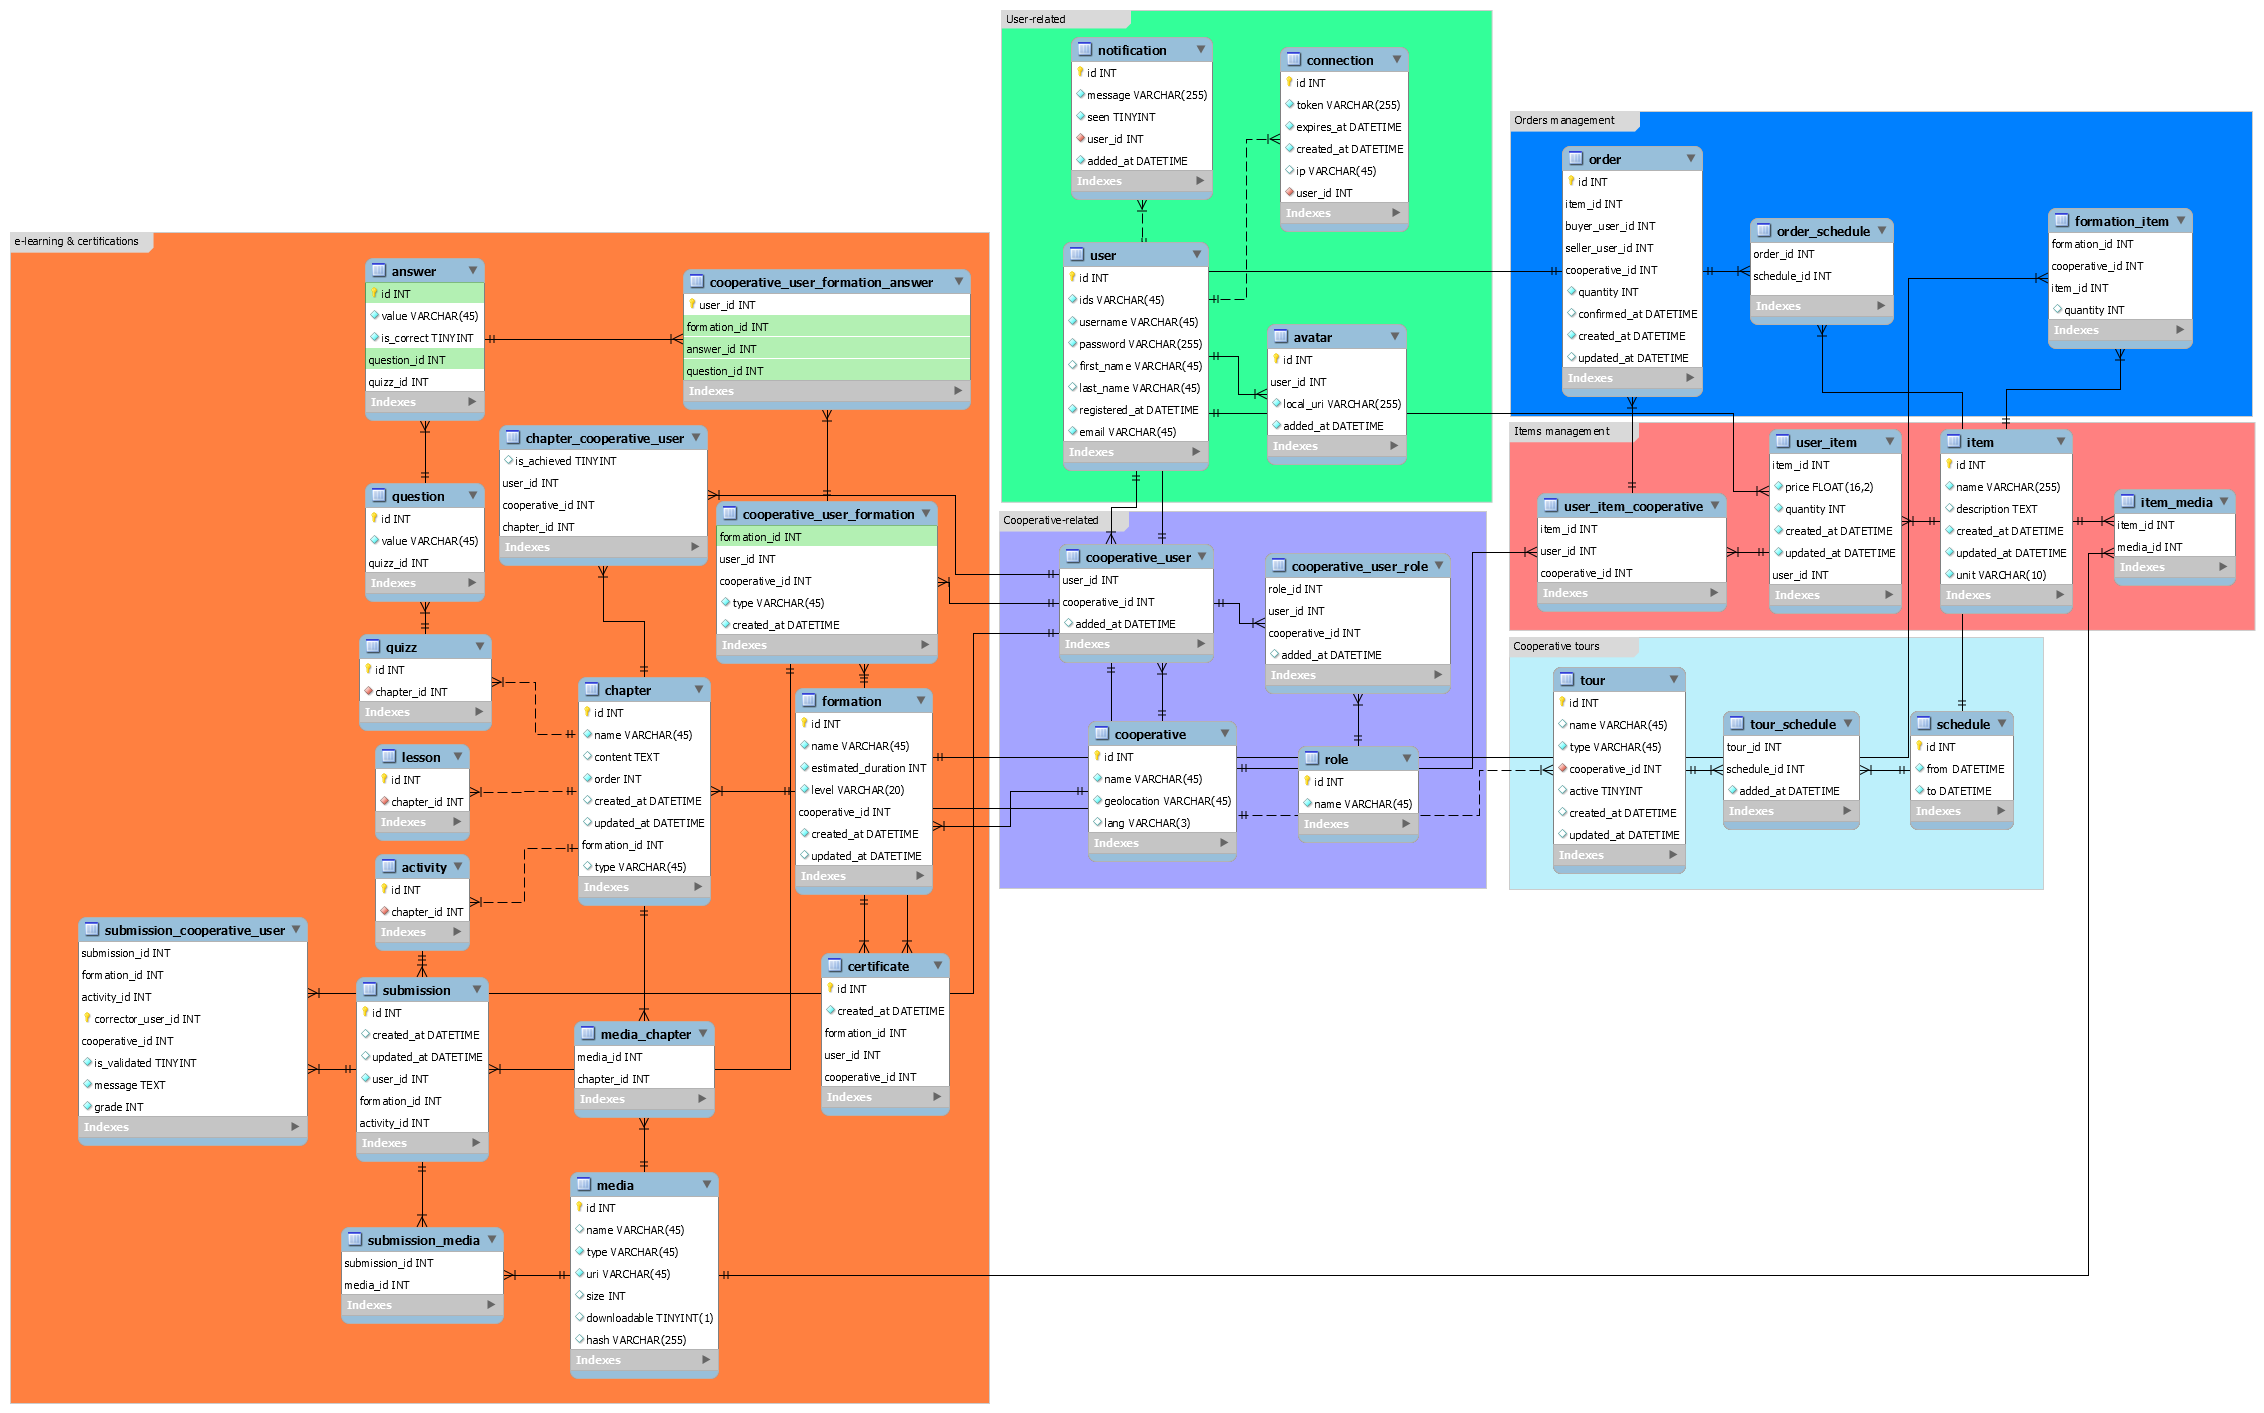 User-related
notification
id INT
message VARCHAR(255)
seen TINYINT
user_id INT
added_at DATETIME
Indexes
connection
id INT
token VARCHAR(255)
expires_at DATETIME
created_at DATETIME
ip VARCHAR(45)
user_id INT
Indexes
user
id INT
ids VARCHAR(45)
username VARCHAR(45)
password VARCHAR(255)
first_name VARCHAR(45)
last_name VARCHAR(45)
registered_at DATETIME
email VARCHAR(45)
Indexes
avatar
id INT
user_id INT
local_uri VARCHAR(255)
added_at DATETIME
Indexes
Orders management
order
id INT
item_id INT
buyer_user_id INT
seller_user_id INT
cooperative_id INT
quantity INT
confirmed_at DATETIME
created_at DATETIME
updated_at DATETIME
Indexes
order_schedule
order_id INT
schedule_id INT
Indexes
formation_item
formation_id INT
cooperative_id INT
item_id INT
quantity INT
Indexes
e-learning & certifications
answer
id INT
value VARCHAR(45)
is_correct TINYINT
question_id INT
quizz_id INT
Indexes
cooperative_user_formation_answer
user_id INT
formation_id INT
answer_id INT
question_id INT
Indexes
chapter_cooperative_user
is_achieved TINYINT
user_id INT
cooperative_id INT
chapter_id INT
Indexes
question
id INT
value VARCHAR(45)
quizz_id INT
Indexes
cooperative_user_formation
formation_id INT
user_id INT
cooperative_id INT
type VARCHAR(45)
created_at DATETIME
Indexes
quizz
id INT
chapter_id INT
Indexes
lesson
id INT
chapter_id INT
Indexes
activity
id INT
chapter_id INT
Indexes
chapter
id INT
name VARCHAR(45)
content TEXT
order INT
created_at DATETIME
updated_at DATETIME
formation_id INT
type VARCHAR(45)
Indexes
formation
id INT
name VARCHAR(45)
estimated_duration INT
level VARCHAR(20)
cooperative_id INT
created_at DATETIME
updated_at DATETIME
Indexes
submission_cooperative_user
submission_id INT
formation_id INT
activity_id INT
corrector_user_id INT
cooperative_id INT
is_validated TINYINT
message TEXT
grade INT
Indexes
submission
id INT
created_at DATETIME
updated_at DATETIME
user_id INT
formation_id INT
activity_id INT
Indexes
certificate
id INT
created_at DATETIME
formation_id INT
user_id INT
cooperative_id INT
Indexes
media_chapter
media_id INT
chapter_id INT
Indexes
media
id INT
name VARCHAR(45)
type VARCHAR(45)
uri VARCHAR(45)
size INT
downloadable TINYINT(1)
hash VARCHAR(255)
Indexes
submission_media
submission_id INT
media_id INT
Indexes
Cooperative-related
cooperative_user
user_id INT
cooperative_id INT
added_at DATETIME
Indexes
cooperative_user_role
role_id INT
user_id INT
cooperative_id INT
added_at DATETIME
Indexes
cooperative
id INT
name VARCHAR(45)
geolocation VARCHAR(45)
lang VARCHAR(3)
Indexes
role
id INT
name VARCHAR(45)
Indexes
Items management
user_item_cooperative
item_id INT
user_id INT
cooperative_id INT
Indexes
user_item
item_id INT
price FLOAT(16,2)
quantity INT
created_at DATETIME
updated_at DATETIME
user_id INT
Indexes
item
id INT
name VARCHAR(255)
description TEXT
created_at DATETIME
updated_at DATETIME
unit VARCHAR(10)
Indexes
item_media
item_id INT
media_id INT
Indexes
Cooperative tours
tour
id INT
name VARCHAR(45)
type VARCHAR(45)
cooperative_id INT
active TINYINT
created_at DATETIME
updated_at DATETIME
Indexes
tour_schedule
tour_id INT
schedule_id INT
added_at DATETIME
Indexes
schedule
id INT
from DATETIME
to DATETIME
Indexes